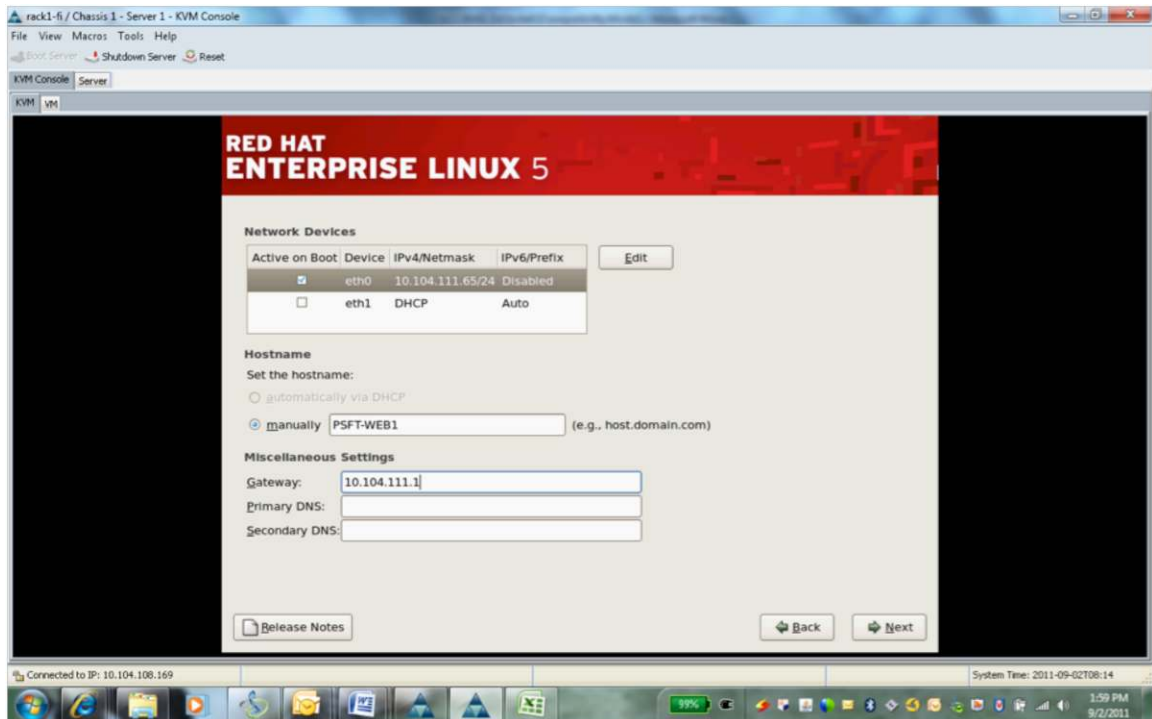 rack1-fi / Chassis 1 - Server 1 - KVM Console
File View Macros Tools Help
Boot Server Shutdown Server Reset
KVM Console Server
KVM VM
RED HAT
ENTERPRISE LINUX 5
Network Devices
Active on Boot Device IPv4/Netmask IPv6/Prefix
Edit
eth0 10.104.111.65/24 Disabled
eth1 DHCP Auto
Hostname
Set the hostname:
automatically via DHCP
manually PSFT-WEB1 (e.g., host.domain.com)
Miscellaneous Settings
Gateway: 10.104.111.1
Primary DNS:
Secondary DNS:
Release Notes Back Next
Connected to IP: 10.104.108.169 System Time: 2011-09-02T08:14
99% 1:59 PM
9/2/2011